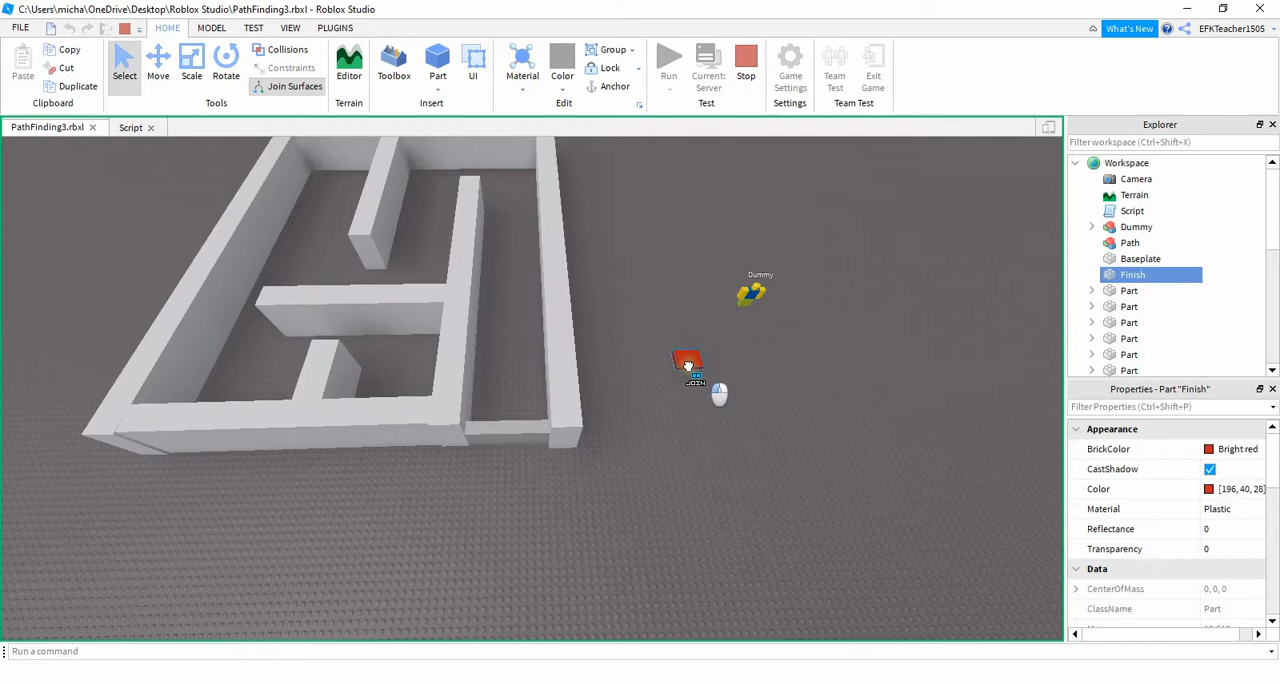 C:\Users\micha\OneDrive\Desktop\Roblox Studio\PathFinding3.rbxl - Roblox Studio
FILE HOME MODEL TEST VIEW PLUGINS What's New EFKTeacher1505
Paste Copy Cut Duplicate Clipboard
Select Move Scale Rotate Collisions Constraints Join Surfaces Tools
Editor Terrain
Toolbox Part UI Insert
Material Color Group Lock Anchor Edit
Run Current: Server Stop Test
Game Settings Settings
Team Test Exit Game Team Test
PathFinding3.rbxl Script
Dummy
JOIN
Explorer
Filter workspace (Ctrl+Shift+X)
Workspace
Camera
Terrain
Script
Dummy
Path
Baseplate
Finish
Part
Part
Part
Part
Part
Part
Properties - Part "Finish"
Filter Properties (Ctrl+Shift+P)
Appearance
BrickColor Bright red
CastShadow
Color [196, 40, 28]
Material Plastic
Reflectance 0
Transparency 0
Data
CenterOfMass 0, 0, 0
ClassName Part
Run a command